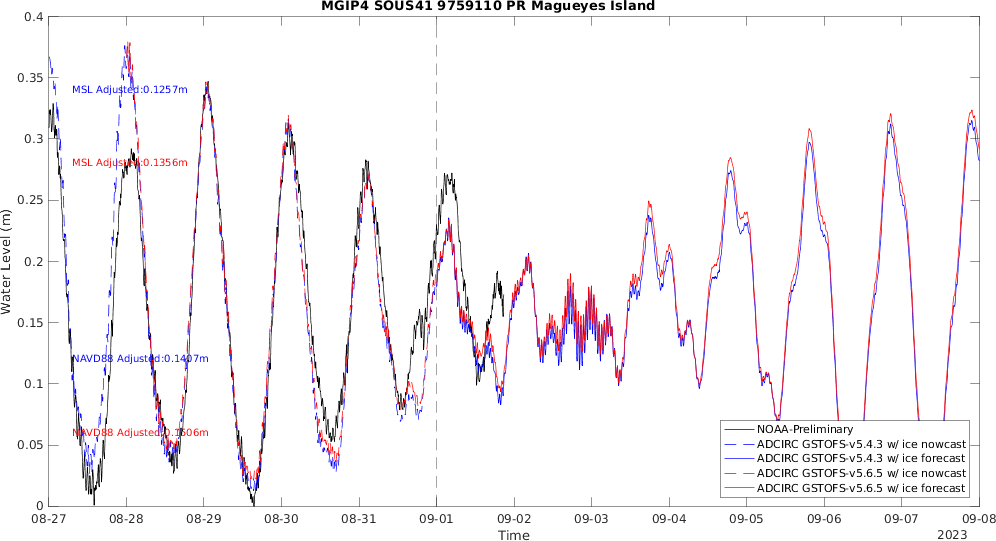 MGIP4 SOUS41 9759110 PR Magueyes Island
0.4
0.35
0.3
0.25
0.2
0.15
0.1
0.05
0
Water Level (m)
MSL Adjusted:0.1257m
MSL Adjusted:0.1356m
NAVD88 Adjusted:0.1407m
NAVD88 Adjusted:0.1506m
NOAA-Preliminary
ADCIRC GSTOFS-v5.4.3 w/ ice nowcast
ADCIRC GSTOFS-v5.4.3 w/ ice forecast
ADCIRC GSTOFS-v5.6.5 w/ ice nowcast
ADCIRC GSTOFS-v5.6.5 w/ ice forecast
08-27 08-28 08-29 08-30 08-31 09-01 09-02 09-03 09-04 09-05 09-06 09-07 09-08
Time
2023